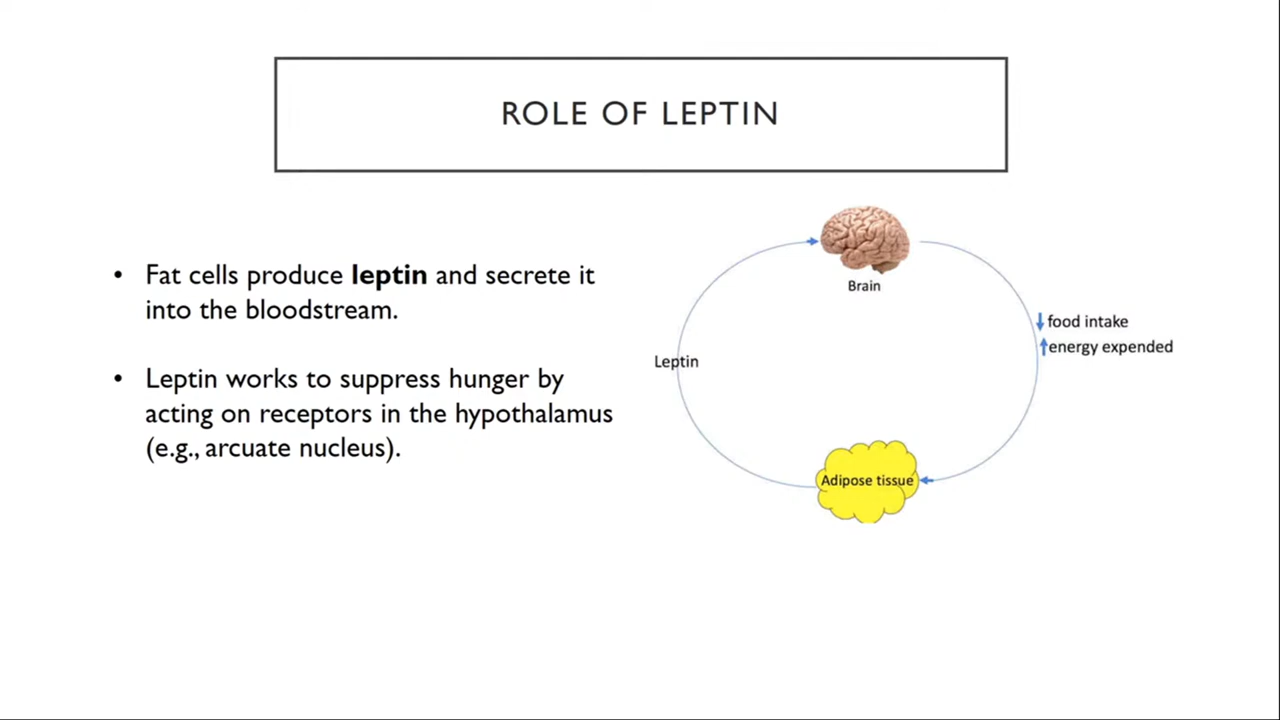 ROLE OF LEPTIN
• Fat cells produce leptin and secrete it
into the bloodstream.
• Leptin works to suppress hunger by
acting on receptors in the hypothalamus
(e.g., arcuate nucleus).
Brain
food intake
energy expended
Leptin
Adipose tissue